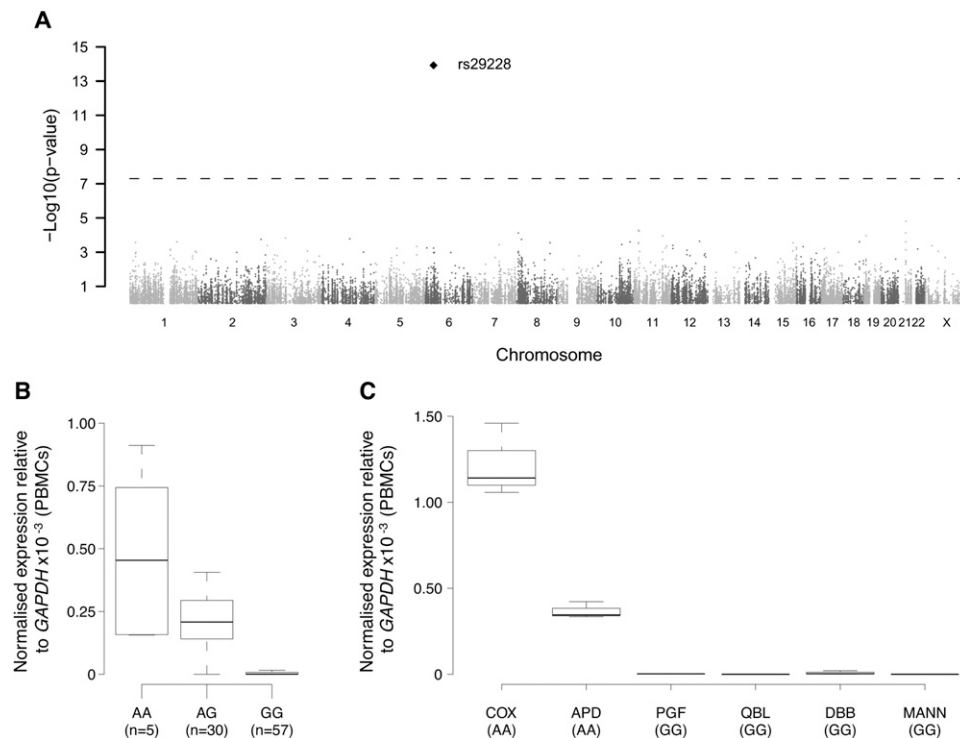 A
15
13
11
9
7
5
3
1
−Log10(p−value)
rs29228
1 2 3 4 5 6 7 8 9 10 11 12 13 14 15 16 17 18 19 20 21 22 X
Chromosome
B
Normalised expression relative
to GAPDH x10⁻³ (PBMCs)
1.00
0.75
0.50
0.25
0
AA AG GG
(n=5) (n=30) (n=57)
C
Normalised expression relative
to GAPDH x10⁻³ (PBMCs)
1.50
1.00
0.50
0
COX APD PGF QBL DBB MANN
(AA) (AA) (GG) (GG) (GG) (GG)